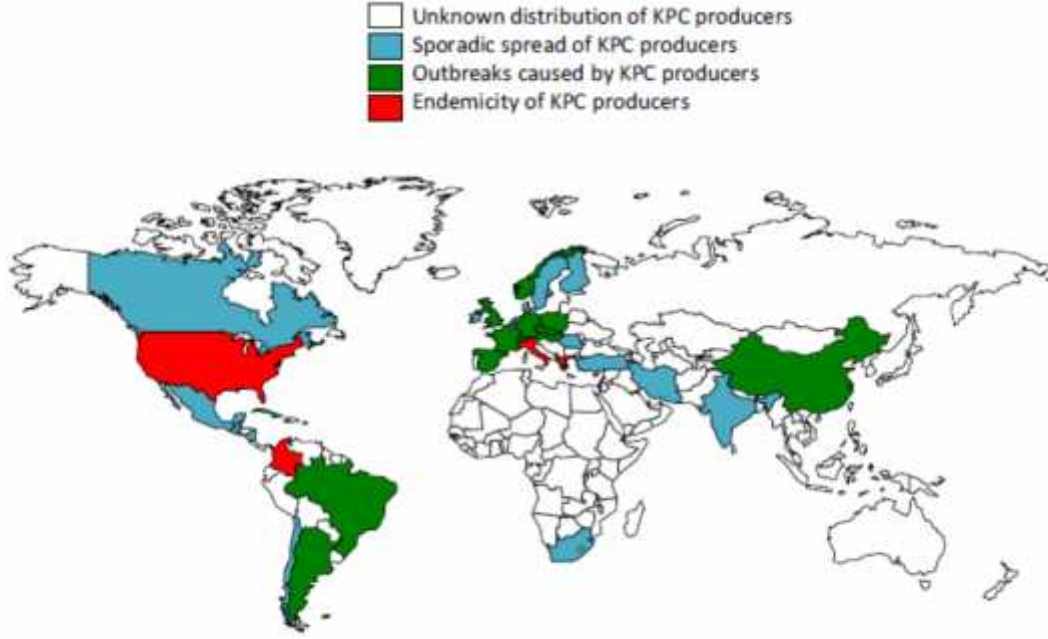 Unknown distribution of KPC producers
Sporadic spread of KPC producers
Outbreaks caused by KPC producers
Endemicity of KPC producers